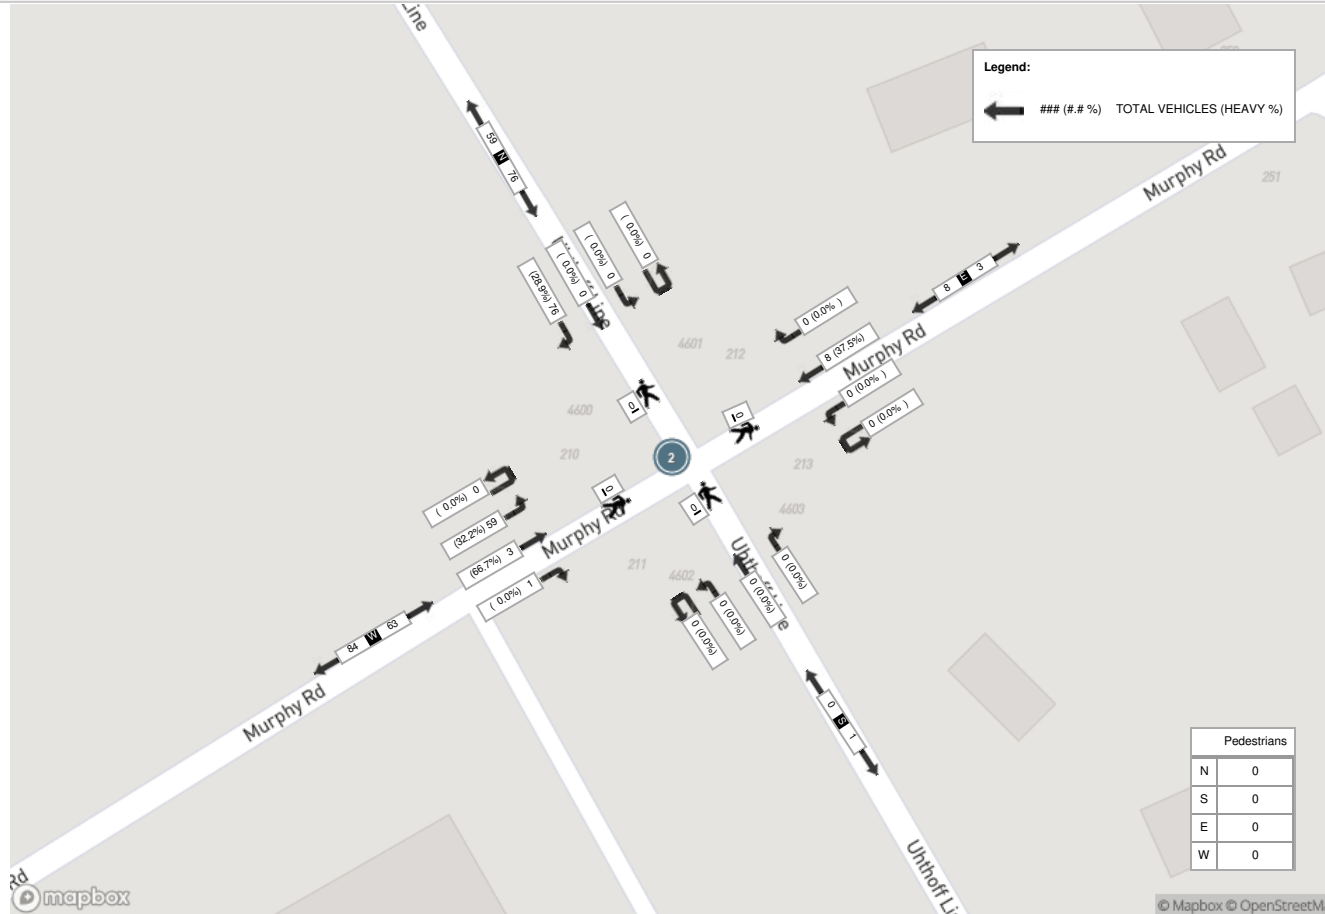 Line
Legend:
### (#.# %) TOTAL VEHICLES (HEAVY %)
Murphy Rd
251
59 N 76
( 0.0%) 0
( 0.0%) 0
( 0.0%) 0
(28.9%) 76
8 E 3
0 (0.0% )
8 (37.5%)
Murphy Rd
0 (0.0% )
0 (0.0% )
4601
212
4600
210
0
0
2
213
4603
0
0
( 0.0%) 0
(32.2%) 59
(66.7%) 3
( 0.0%) 1
Murphy Rd
211
4602
0 (0.0%)
0 (0.0%)
0 (0.0%)
0 (0.0%)
84 W 63
Murphy Rd
0 S 1
Pedestrians
N 0
S 0
E 0
W 0
Uhthoff Li
Rd
mapbox
© Mapbox © OpenStreetM